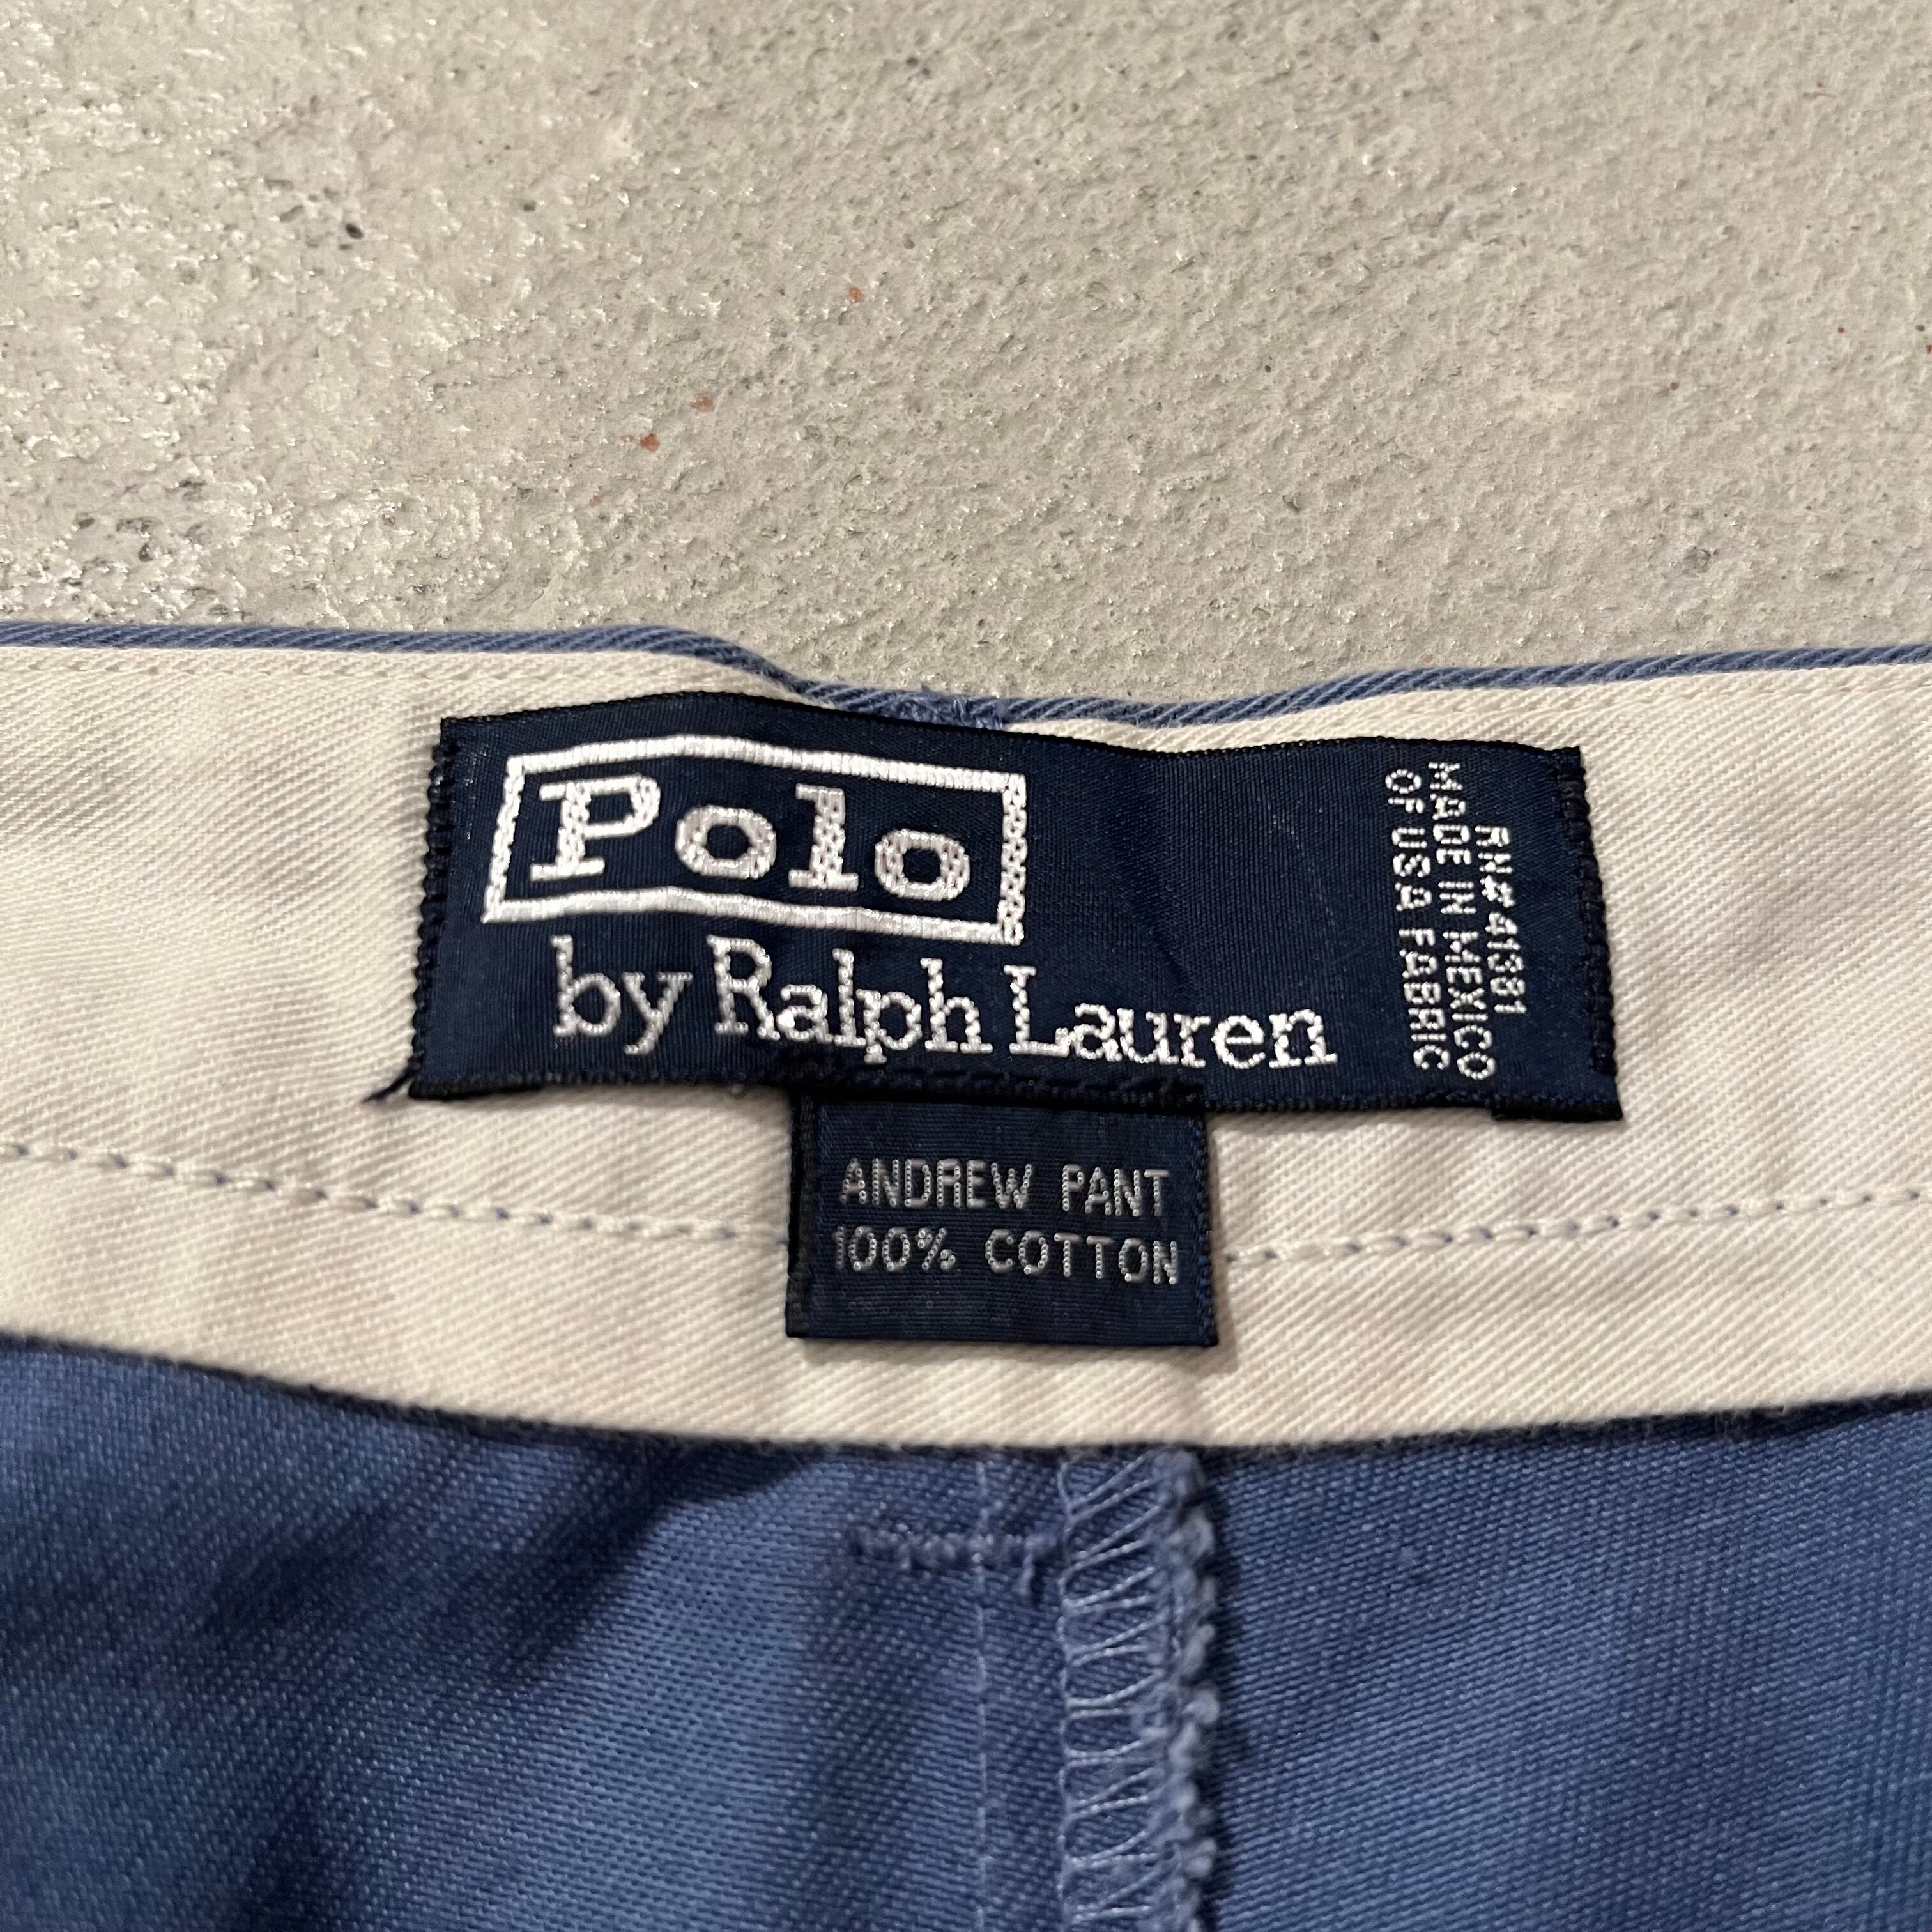 Polo
by Ralph Lauren
RN# 41381
MADE IN MEXICO
OF USA FABRIC
ANDREW PANT
100% COTTON